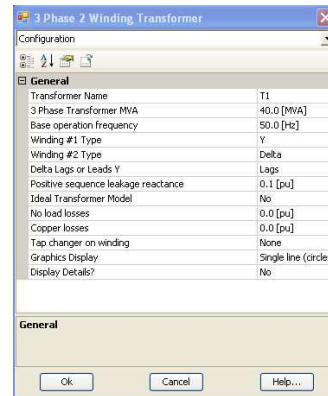 3 Phase 2 Winding Transformer
Configuration
General
Transformer Name T1
3 Phase Transformer MVA 40.0 [MVA]
Base operation frequency 50.0 [Hz]
Winding #1 Type Y
Winding #2 Type Delta
Delta Lags or Leads Y Lags
Positive sequence leakage reactance 0.1 [pu]
Ideal Transformer Model No
No load losses 0.0 [pu]
Copper losses 0.0 [pu]
Tap changer on winding None
Graphics Display Single line (circle
Display Details? No
General
Ok Cancel Help...